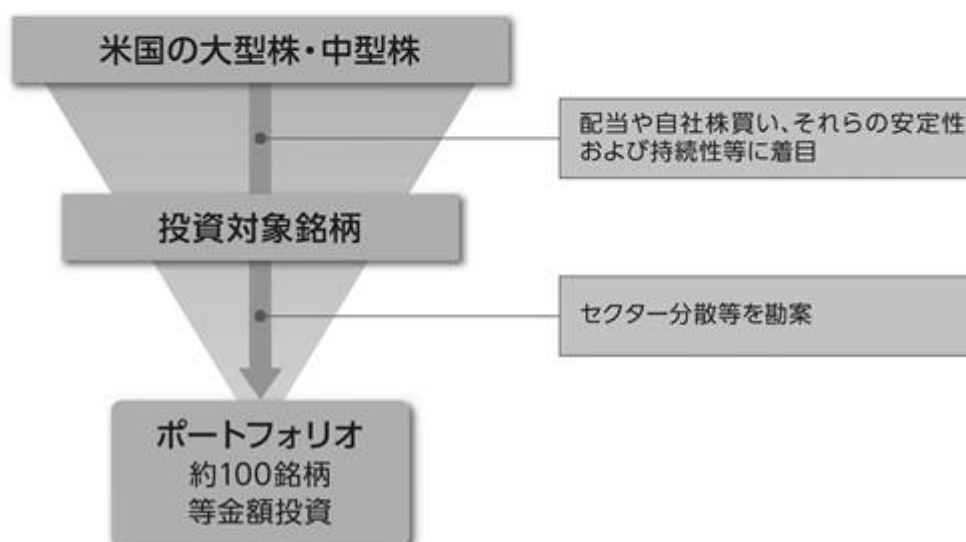 米国の大型株・中型株
配当や自社株買い、それらの安定性
および持続性等に着目
投資対象銘柄
セクター分散等を勘案
ポートフォリオ
約100銘柄
等金額投資